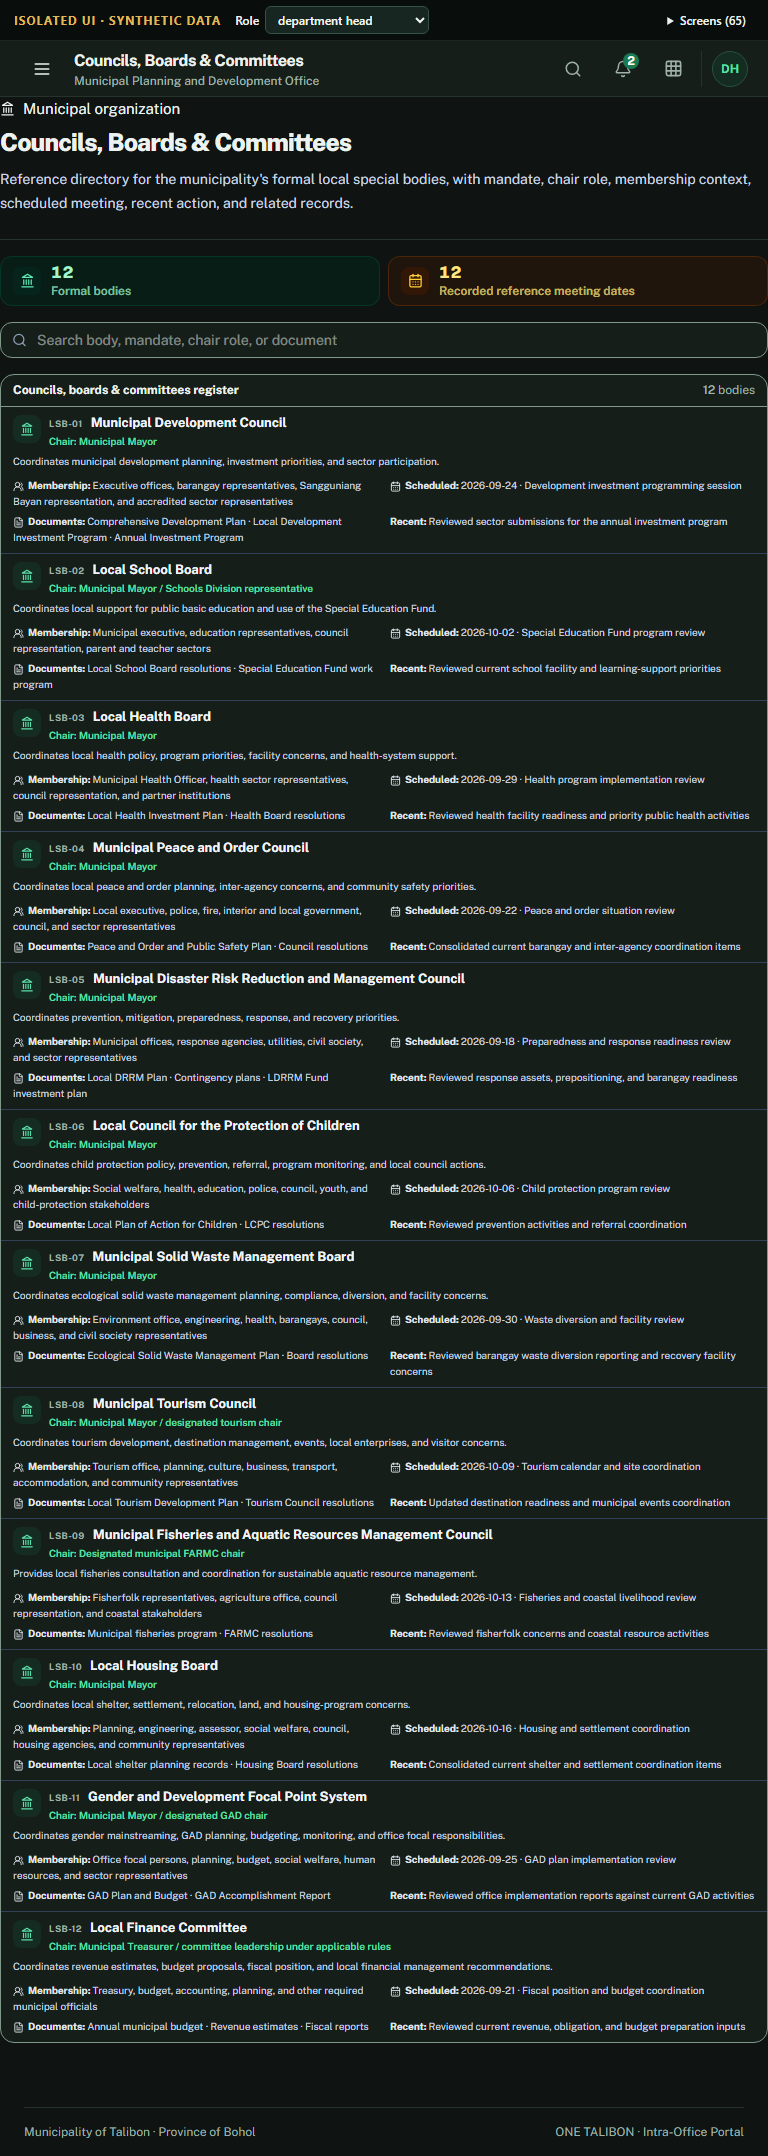 ISOLATED UI · SYNTHETIC DATA Role department head Screens (65)
Councils, Boards & Committees
Municipal Planning and Development Office
2
DH
Municipal organization
Councils, Boards & Committees
Reference directory for the municipality's formal local special bodies, with mandate, chair role, membership context,
scheduled meeting, recent action, and related records.
12
Formal bodies
12
Recorded reference meeting dates
Search body, mandate, chair role, or document
Councils, boards & committees register 12 bodies
LSB-01 Municipal Development Council
Chair: Municipal Mayor
Coordinates municipal development planning, investment priorities, and sector participation.
Membership: Executive offices, barangay representatives, Sangguniang
Bayan representation, and accredited sector representatives
Scheduled: 2026-09-24 · Development investment programming session
Documents: Comprehensive Development Plan · Local Development
Investment Program · Annual Investment Program
Recent: Reviewed sector submissions for the annual investment program
LSB-02 Local School Board
Chair: Municipal Mayor / Schools Division representative
Coordinates local support for public basic education and use of the Special Education Fund.
Membership: Municipal executive, education representatives, council
representation, parent and teacher sectors
Scheduled: 2026-10-02 · Special Education Fund program review
Documents: Local School Board resolutions · Special Education Fund work
program
Recent: Reviewed current school facility and learning-support priorities
LSB-03 Local Health Board
Chair: Municipal Mayor
Coordinates local health policy, program priorities, facility concerns, and health-system support.
Membership: Municipal Health Officer, health sector representatives,
council representation, and partner institutions
Scheduled: 2026-09-29 · Health program implementation review
Documents: Local Health Investment Plan · Health Board resolutions
Recent: Reviewed health facility readiness and priority public health activities
LSB-04 Municipal Peace and Order Council
Chair: Municipal Mayor
Coordinates local peace and order planning, inter-agency concerns, and community safety priorities.
Membership: Local executive, police, fire, interior and local government,
council, and sector representatives
Scheduled: 2026-09-22 · Peace and order situation review
Documents: Peace and Order and Public Safety Plan · Council resolutions
Recent: Consolidated current barangay and inter-agency coordination items
LSB-05 Municipal Disaster Risk Reduction and Management Council
Chair: Municipal Mayor
Coordinates prevention, mitigation, preparedness, response, and recovery priorities.
Membership: Municipal offices, response agencies, utilities, civil society,
and sector representatives
Scheduled: 2026-09-18 · Preparedness and response readiness review
Documents: Local DRRM Plan · Contingency plans · LDRRM Fund
investment plan
Recent: Reviewed response assets, prepositioning, and barangay readiness
LSB-06 Local Council for the Protection of Children
Chair: Municipal Mayor
Coordinates child protection policy, prevention, referral, program monitoring, and local council actions.
Membership: Social welfare, health, education, police, council, youth, and
child-protection stakeholders
Scheduled: 2026-10-06 · Child protection program review
Documents: Local Plan of Action for Children · LCPC resolutions
Recent: Reviewed prevention activities and referral coordination
LSB-07 Municipal Solid Waste Management Board
Chair: Municipal Mayor
Coordinates ecological solid waste management planning, compliance, diversion, and facility concerns.
Membership: Environment office, engineering, health, barangays, council,
business, and civil society representatives
Scheduled: 2026-09-30 · Waste diversion and facility review
Documents: Ecological Solid Waste Management Plan · Board resolutions
Recent: Reviewed barangay waste diversion reporting and recovery facility
concerns
LSB-08 Municipal Tourism Council
Chair: Municipal Mayor / designated tourism chair
Coordinates tourism development, destination management, events, local enterprises, and visitor concerns.
Membership: Tourism office, planning, culture, business, transport,
accommodation, and community representatives
Scheduled: 2026-10-09 · Tourism calendar and site coordination
Documents: Local Tourism Development Plan · Tourism Council resolutions
Recent: Updated destination readiness and municipal events coordination
LSB-09 Municipal Fisheries and Aquatic Resources Management Council
Chair: Designated municipal FARMC chair
Provides local fisheries consultation and coordination for sustainable aquatic resource management.
Membership: Fisherfolk representatives, agriculture office, council
representation, and coastal stakeholders
Scheduled: 2026-10-13 · Fisheries and coastal livelihood review
Documents: Municipal fisheries program · FARMC resolutions
Recent: Reviewed fisherfolk concerns and coastal resource activities
LSB-10 Local Housing Board
Chair: Municipal Mayor
Coordinates local shelter, settlement, relocation, land, and housing-program concerns.
Membership: Planning, engineering, assessor, social welfare, council,
housing agencies, and community representatives
Scheduled: 2026-10-16 · Housing and settlement coordination
Documents: Local shelter planning records · Housing Board resolutions
Recent: Consolidated current shelter and settlement coordination items
LSB-11 Gender and Development Focal Point System
Chair: Municipal Mayor / designated GAD chair
Coordinates gender mainstreaming, GAD planning, budgeting, monitoring, and office focal responsibilities.
Membership: Office focal persons, planning, budget, social welfare, human
resources, and sector representatives
Scheduled: 2026-09-25 · GAD plan implementation review
Documents: GAD Plan and Budget · GAD Accomplishment Report
Recent: Reviewed office implementation reports against current GAD activities
LSB-12 Local Finance Committee
Chair: Municipal Treasurer / committee leadership under applicable rules
Coordinates revenue estimates, budget proposals, fiscal position, and local financial management recommendations.
Membership: Treasury, budget, accounting, planning, and other required
municipal officials
Scheduled: 2026-09-21 · Fiscal position and budget coordination
Documents: Annual municipal budget · Revenue estimates · Fiscal reports
Recent: Reviewed current revenue, obligation, and budget preparation inputs
Municipality of Talibon · Province of Bohol ONE TALIBON · Intra-Office Portal